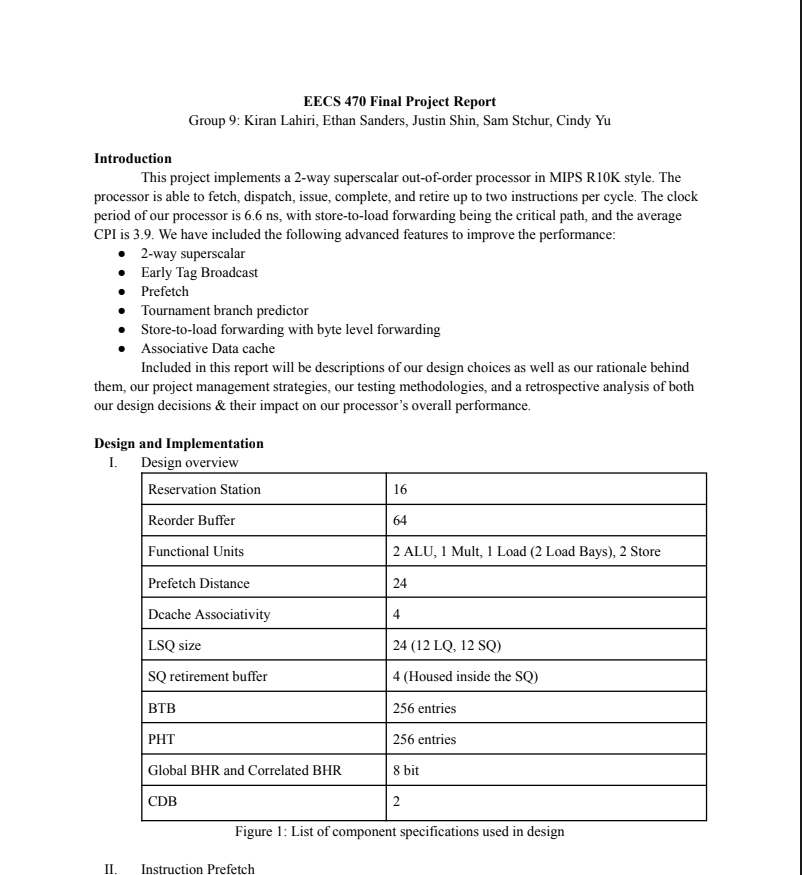 EECS 470 Final Project Report
Group 9: Kiran Lahiri, Ethan Sanders, Justin Shin, Sam Stchur, Cindy Yu
Introduction
This project implements a 2-way superscalar out-of-order processor in MIPS R10K style. The
processor is able to fetch, dispatch, issue, complete, and retire up to two instructions per cycle. The clock
period of our processor is 6.6 ns, with store-to-load forwarding being the critical path, and the average
CPI is 3.9. We have included the following advanced features to improve the performance:
● 2-way superscalar
● Early Tag Broadcast
● Prefetch
● Tournament branch predictor
● Store-to-load forwarding with byte level forwarding
● Associative Data cache
Included in this report will be descriptions of our design choices as well as our rationale behind
them, our project management strategies, our testing methodologies, and a retrospective analysis of both
our design decisions & their impact on our processor's overall performance.
Design and Implementation
I. Design overview
Reservation Station 16
Reorder Buffer 64
Functional Units 2 ALU, 1 Mult, 1 Load (2 Load Bays), 2 Store
Prefetch Distance 24
Dcache Associativity 4
LSQ size 24 (12 LQ, 12 SQ)
SQ retirement buffer 4 (Housed inside the SQ)
BTB 256 entries
PHT 256 entries
Global BHR and Correlated BHR 8 bit
CDB 2
Figure 1: List of component specifications used in design
II. Instruction Prefetch